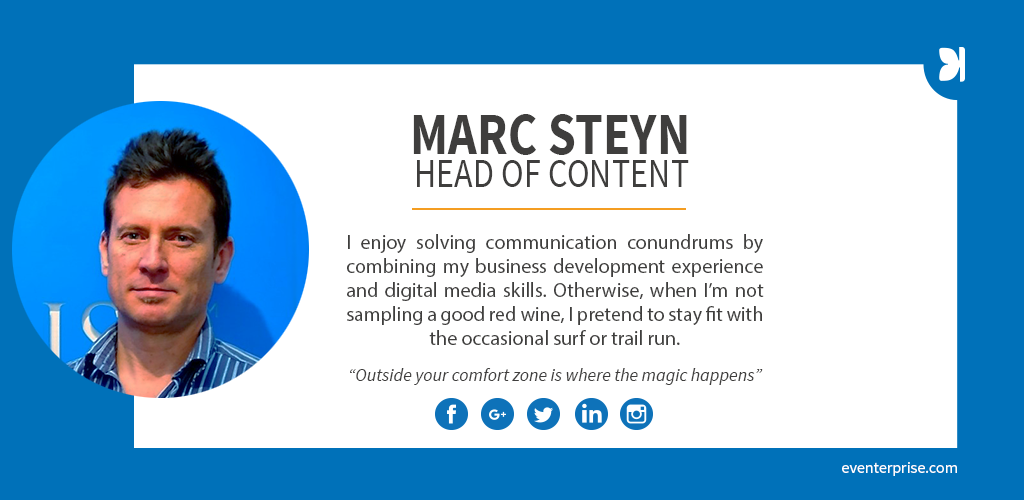 MARC STEYN
HEAD OF CONTENT
I enjoy solving communication conundrums by
combining my business development experience
and digital media skills. Otherwise, when I’m not
sampling a good red wine, I pretend to stay fit with
the occasional surf or trail run.
“Outside your comfort zone is where the magic happens”
eventerprise.com